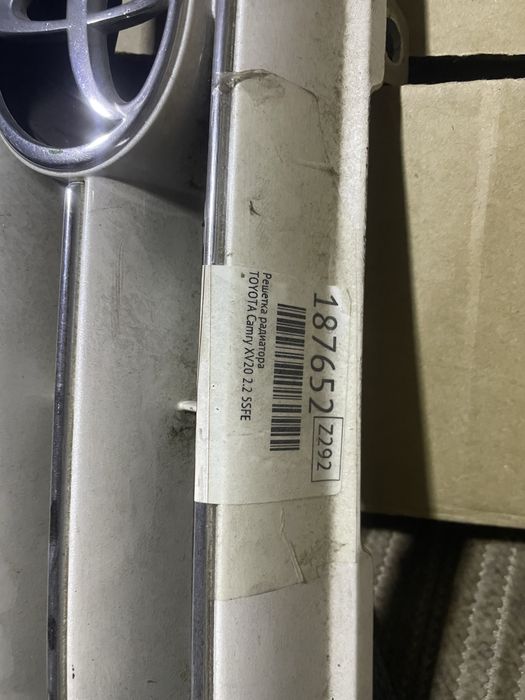 187652 Z292
Решетка радиатора
TOYOTA Camry XV20 2.2 5SFE